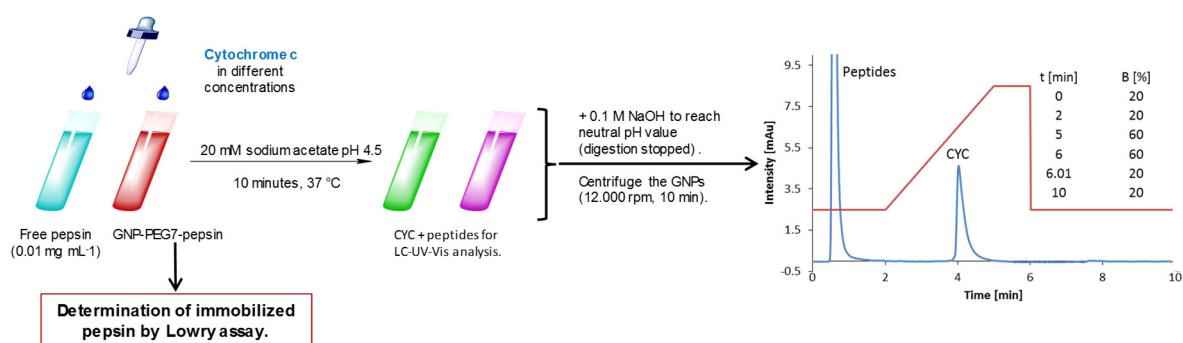 Cytochrome c
in different
concentrations
Free pepsin
(0.01 mg mL-1)
GNP-PEG7-pepsin
20 mM sodium acetate pH 4.5
10 minutes, 37 °C
Determination of immobilized
pepsin by Lowry assay.
CYC + peptides for
LC-UV-Vis analysis.
+ 0.1 M NaOH to reach
neutral pH value
(digestion stopped) .
Centrifuge the GNPs
(12.000 rpm, 10 min).
Intensity [mAu]
9.5
7.5
5.5
3.5
1.5
-0.5
Peptides
CYC
t [min] B [%]
0 20
2 20
5 60
6 60
6.01 20
10 20
0 2 4 6 8 10
Time [min]